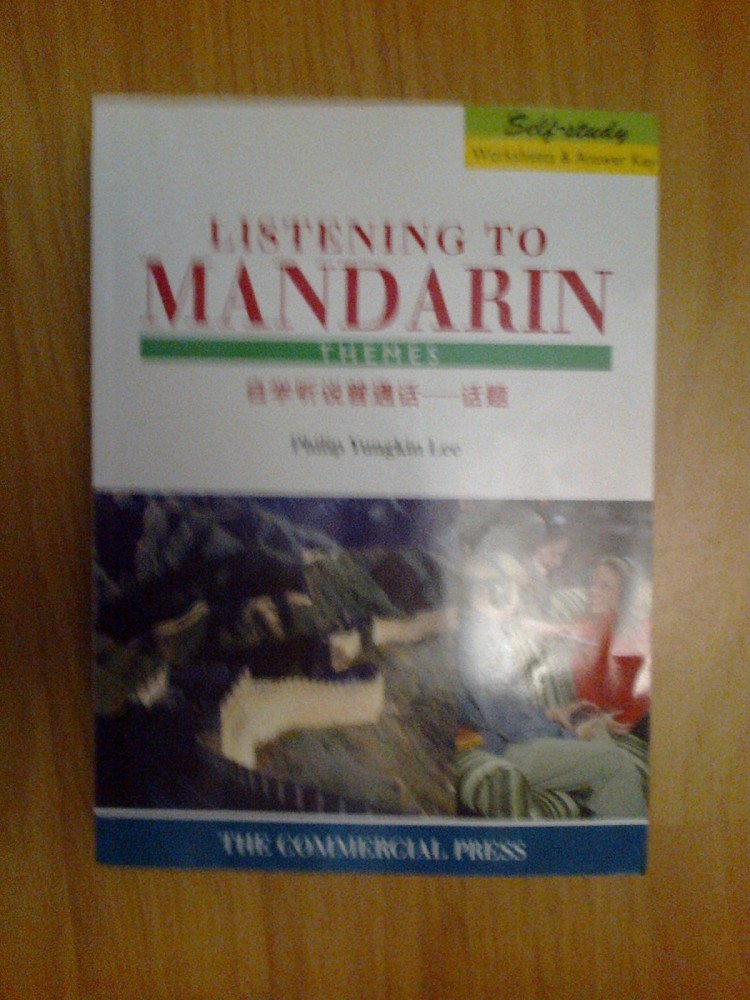 Self-study
Worksheets & Answer Key
LISTENING TO
MANDARIN
THEMES
自学听说普通话——话题
Philip Yungkin Lee
THE COMMERCIAL PRESS